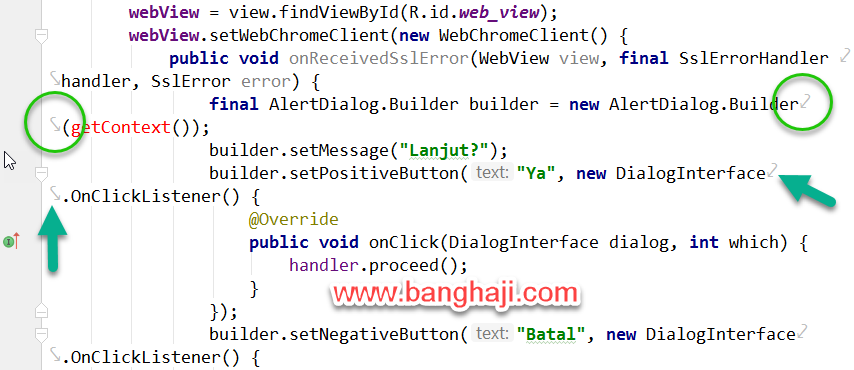 webView = view.findViewById(R.id.web_view);
webView.setWebChromeClient(new WebChromeClient() {
public void onReceivedSslError(WebView view, final SslErrorHandler
handler, SslError error) {
final AlertDialog.Builder builder = new AlertDialog.Builder
(getContext());
builder.setMessage("Lanjut?");
builder.setPositiveButton( text: "Ya", new DialogInterface
.OnClickListener() {
@Override
public void onClick(DialogInterface dialog, int which) {
handler.proceed();
}
www.banghaji.com
});
builder.setNegativeButton( text: "Batal", new DialogInterface
.OnClickListener() {